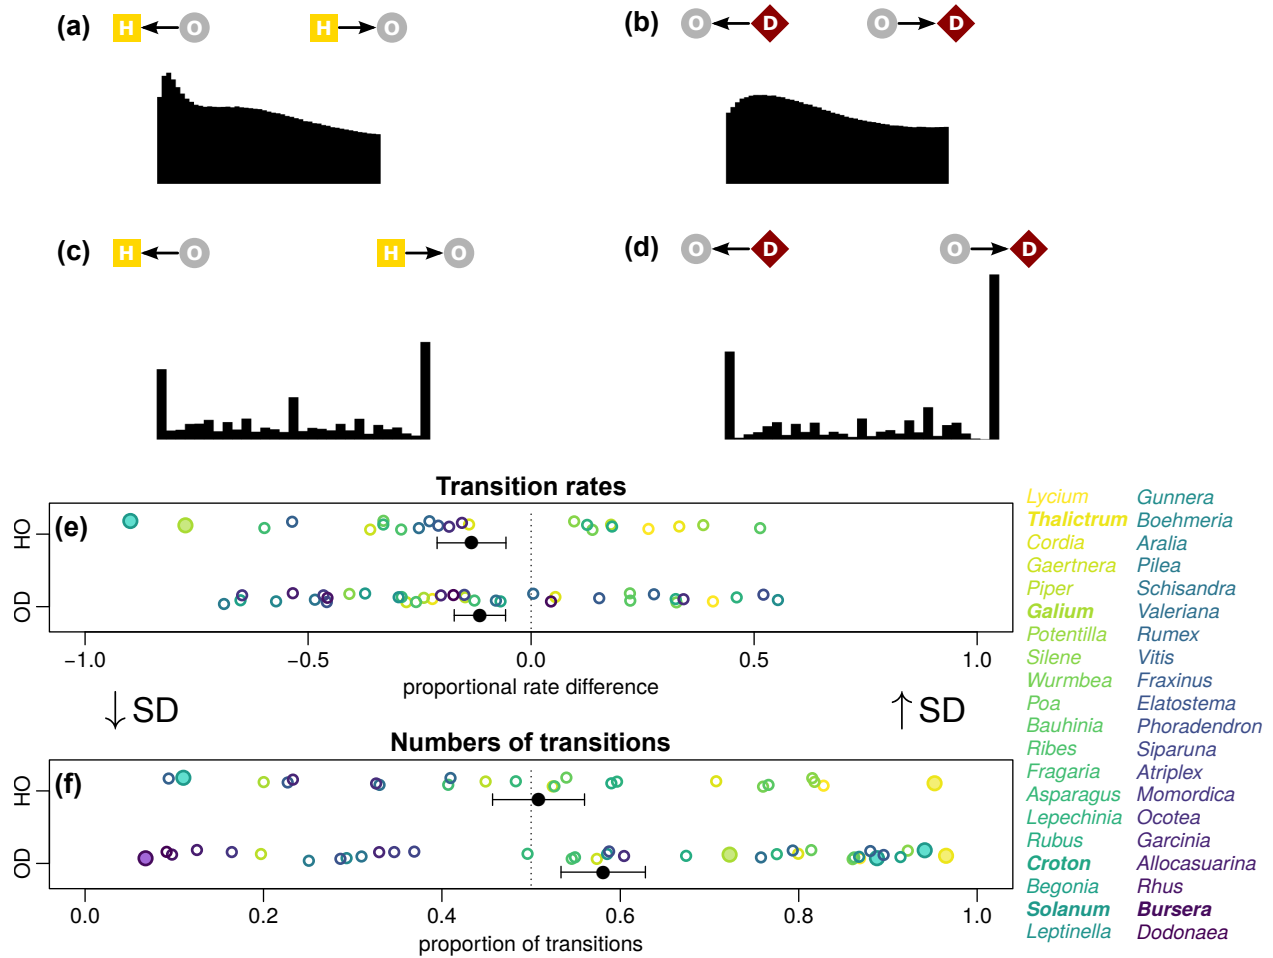 (a) H O H O
(b) O D O D
(c) H O H O
(d) O D O D
Transition rates
(e)
HO
OD
−1.0 −0.5 0.0 0.5 1.0
proportional rate difference
↓ SD ↑ SD
Numbers of transitions
(f)
HO
OD
0.0 0.2 0.4 0.6 0.8 1.0
proportion of transitions
Lycium
Thalictrum
Cordia
Gaertnera
Piper
Galium
Potentilla
Silene
Wurmbea
Poa
Bauhinia
Ribes
Fragaria
Asparagus
Lepechinia
Rubus
Croton
Begonia
Solanum
Leptinella
Gunnera
Boehmeria
Aralia
Pilea
Schisandra
Valeriana
Rumex
Vitis
Fraxinus
Elatostema
Phoradendron
Siparuna
Atriplex
Momordica
Ocotea
Garcinia
Allocasuarina
Rhus
Bursera
Dodonaea